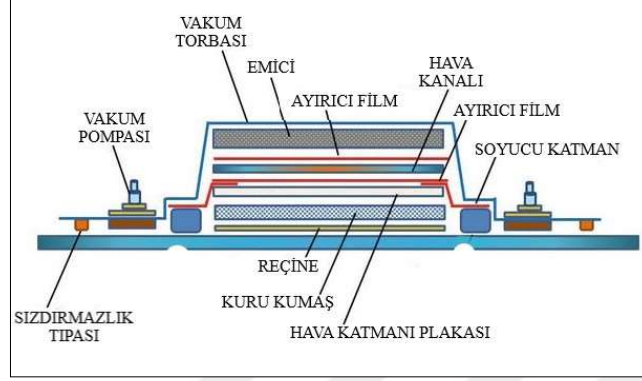 VAKUM
TORBASI
EMİCİ
HAVA
KANALI
AYIRICI FİLM
AYIRICI FİLM
VAKUM
POMPASI
SOYUCU KATMAN
REÇİNE
KURU KUMAŞ
SIZDIRMAZLIK
TIPASI
HAVA KATMANI PLAKASI